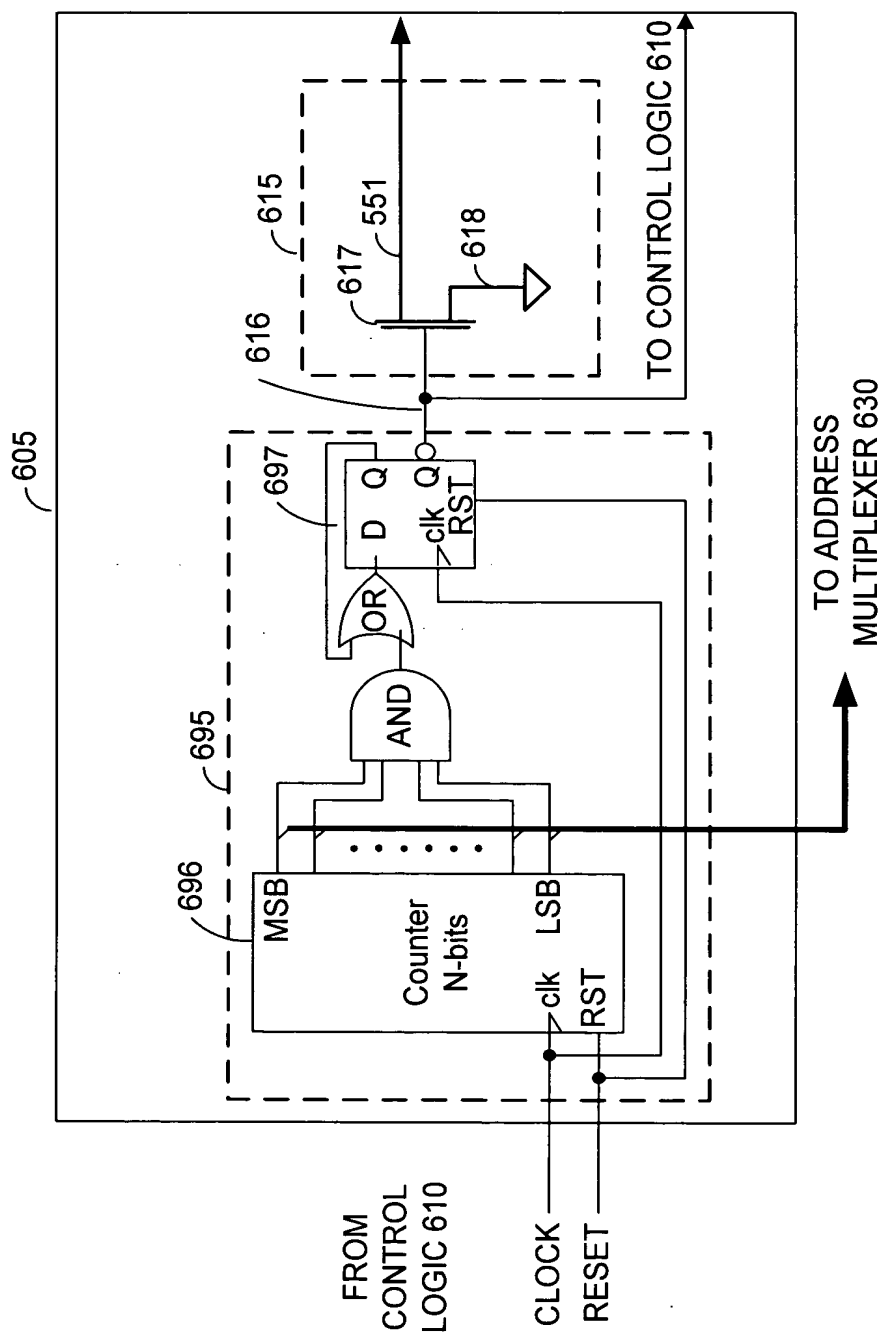 605
695
696
MSB
Counter
N-bits
LSB
clk
RST
AND
OR
697
D
Q
Q
clk
RST
616
615
617
551
618
FROM
CONTROL
LOGIC 610
CLOCK
RESET
TO ADDRESS
MULTIPLEXER 630
TO CONTROL LOGIC 610